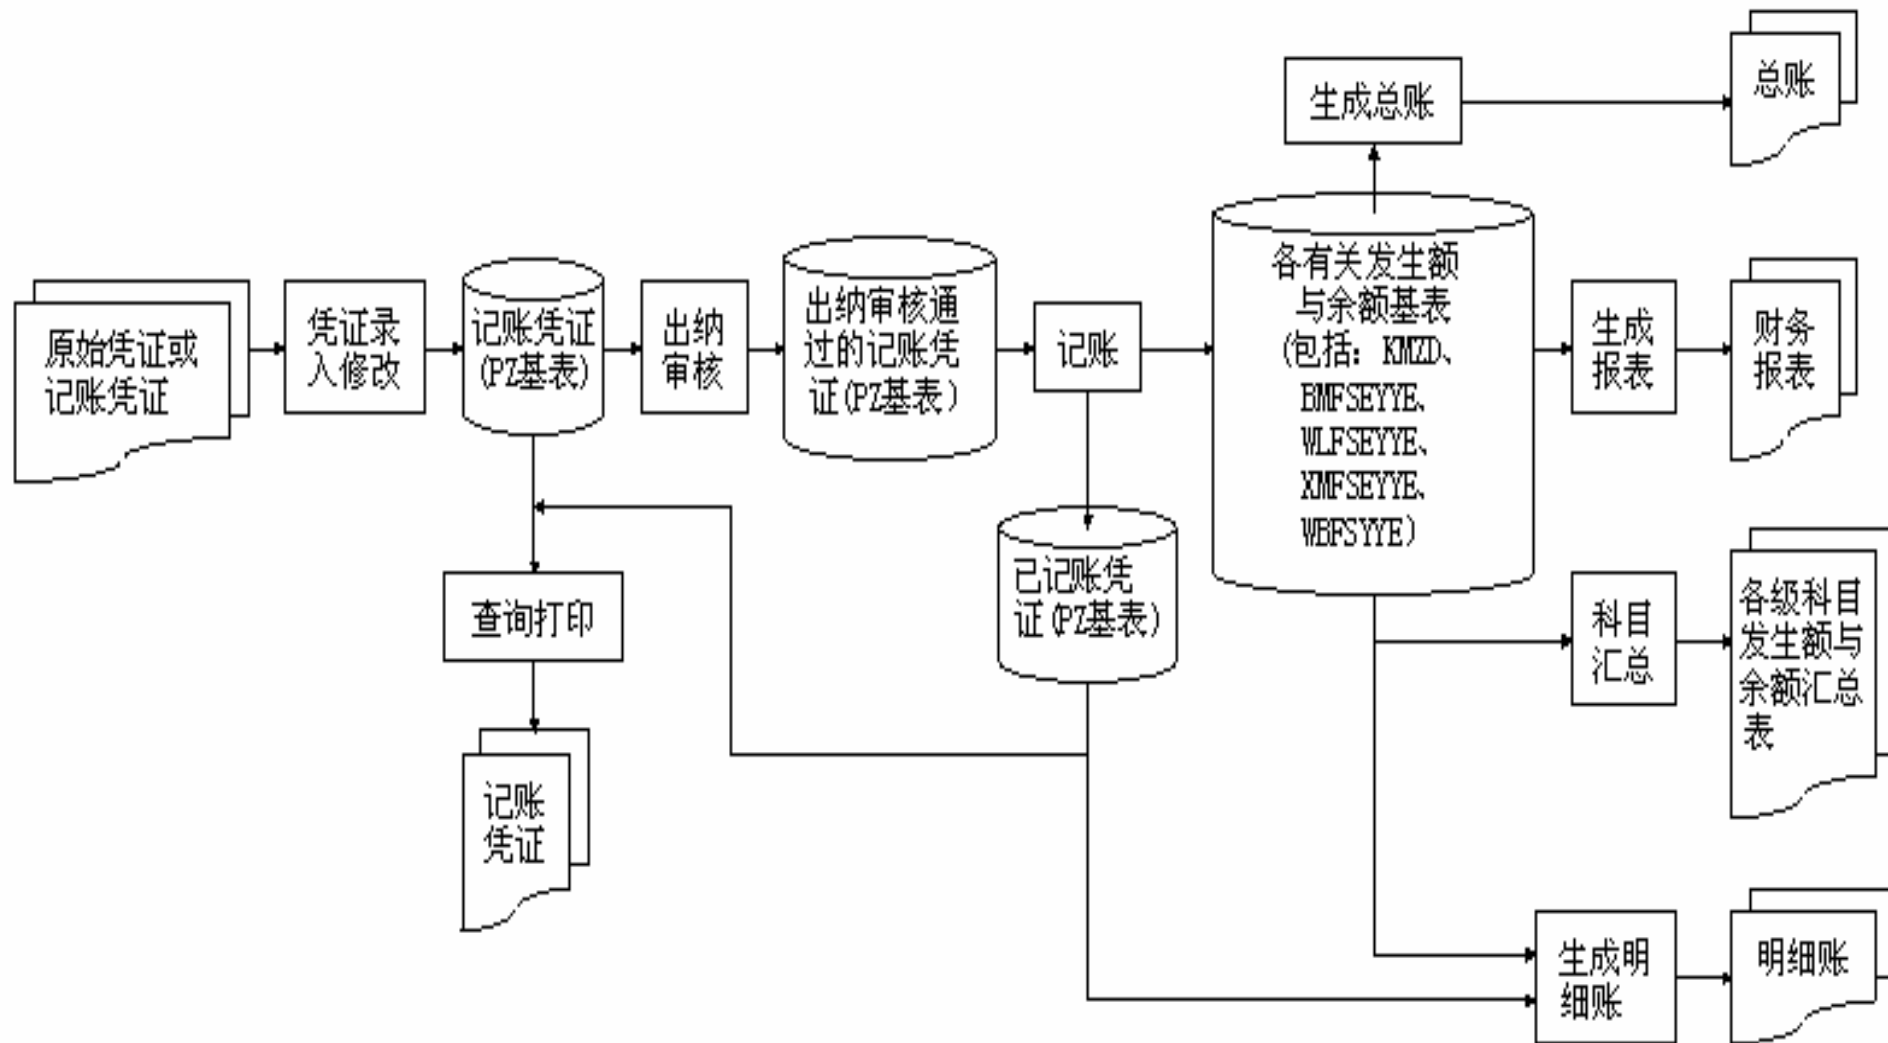 总账
生成总账
原始凭证或
记账凭证
凭证录
入修改
记账凭证
(PZ基表)
出纳
审核
出纳审核通
过的记账凭
证(PZ基表)
记账
各有关发生额
与余额基表
(包括：KMZD、
BMFSEYYE、
WLFSEYYE、
XMFSEYYE、
WBFSYYE)
生成
报表
财务
报表
已记账凭
证(PZ基表)
查询打印
科目
汇总
各级科目
发生额与
余额汇总
表
记账
凭证
生成明
细账
明细账